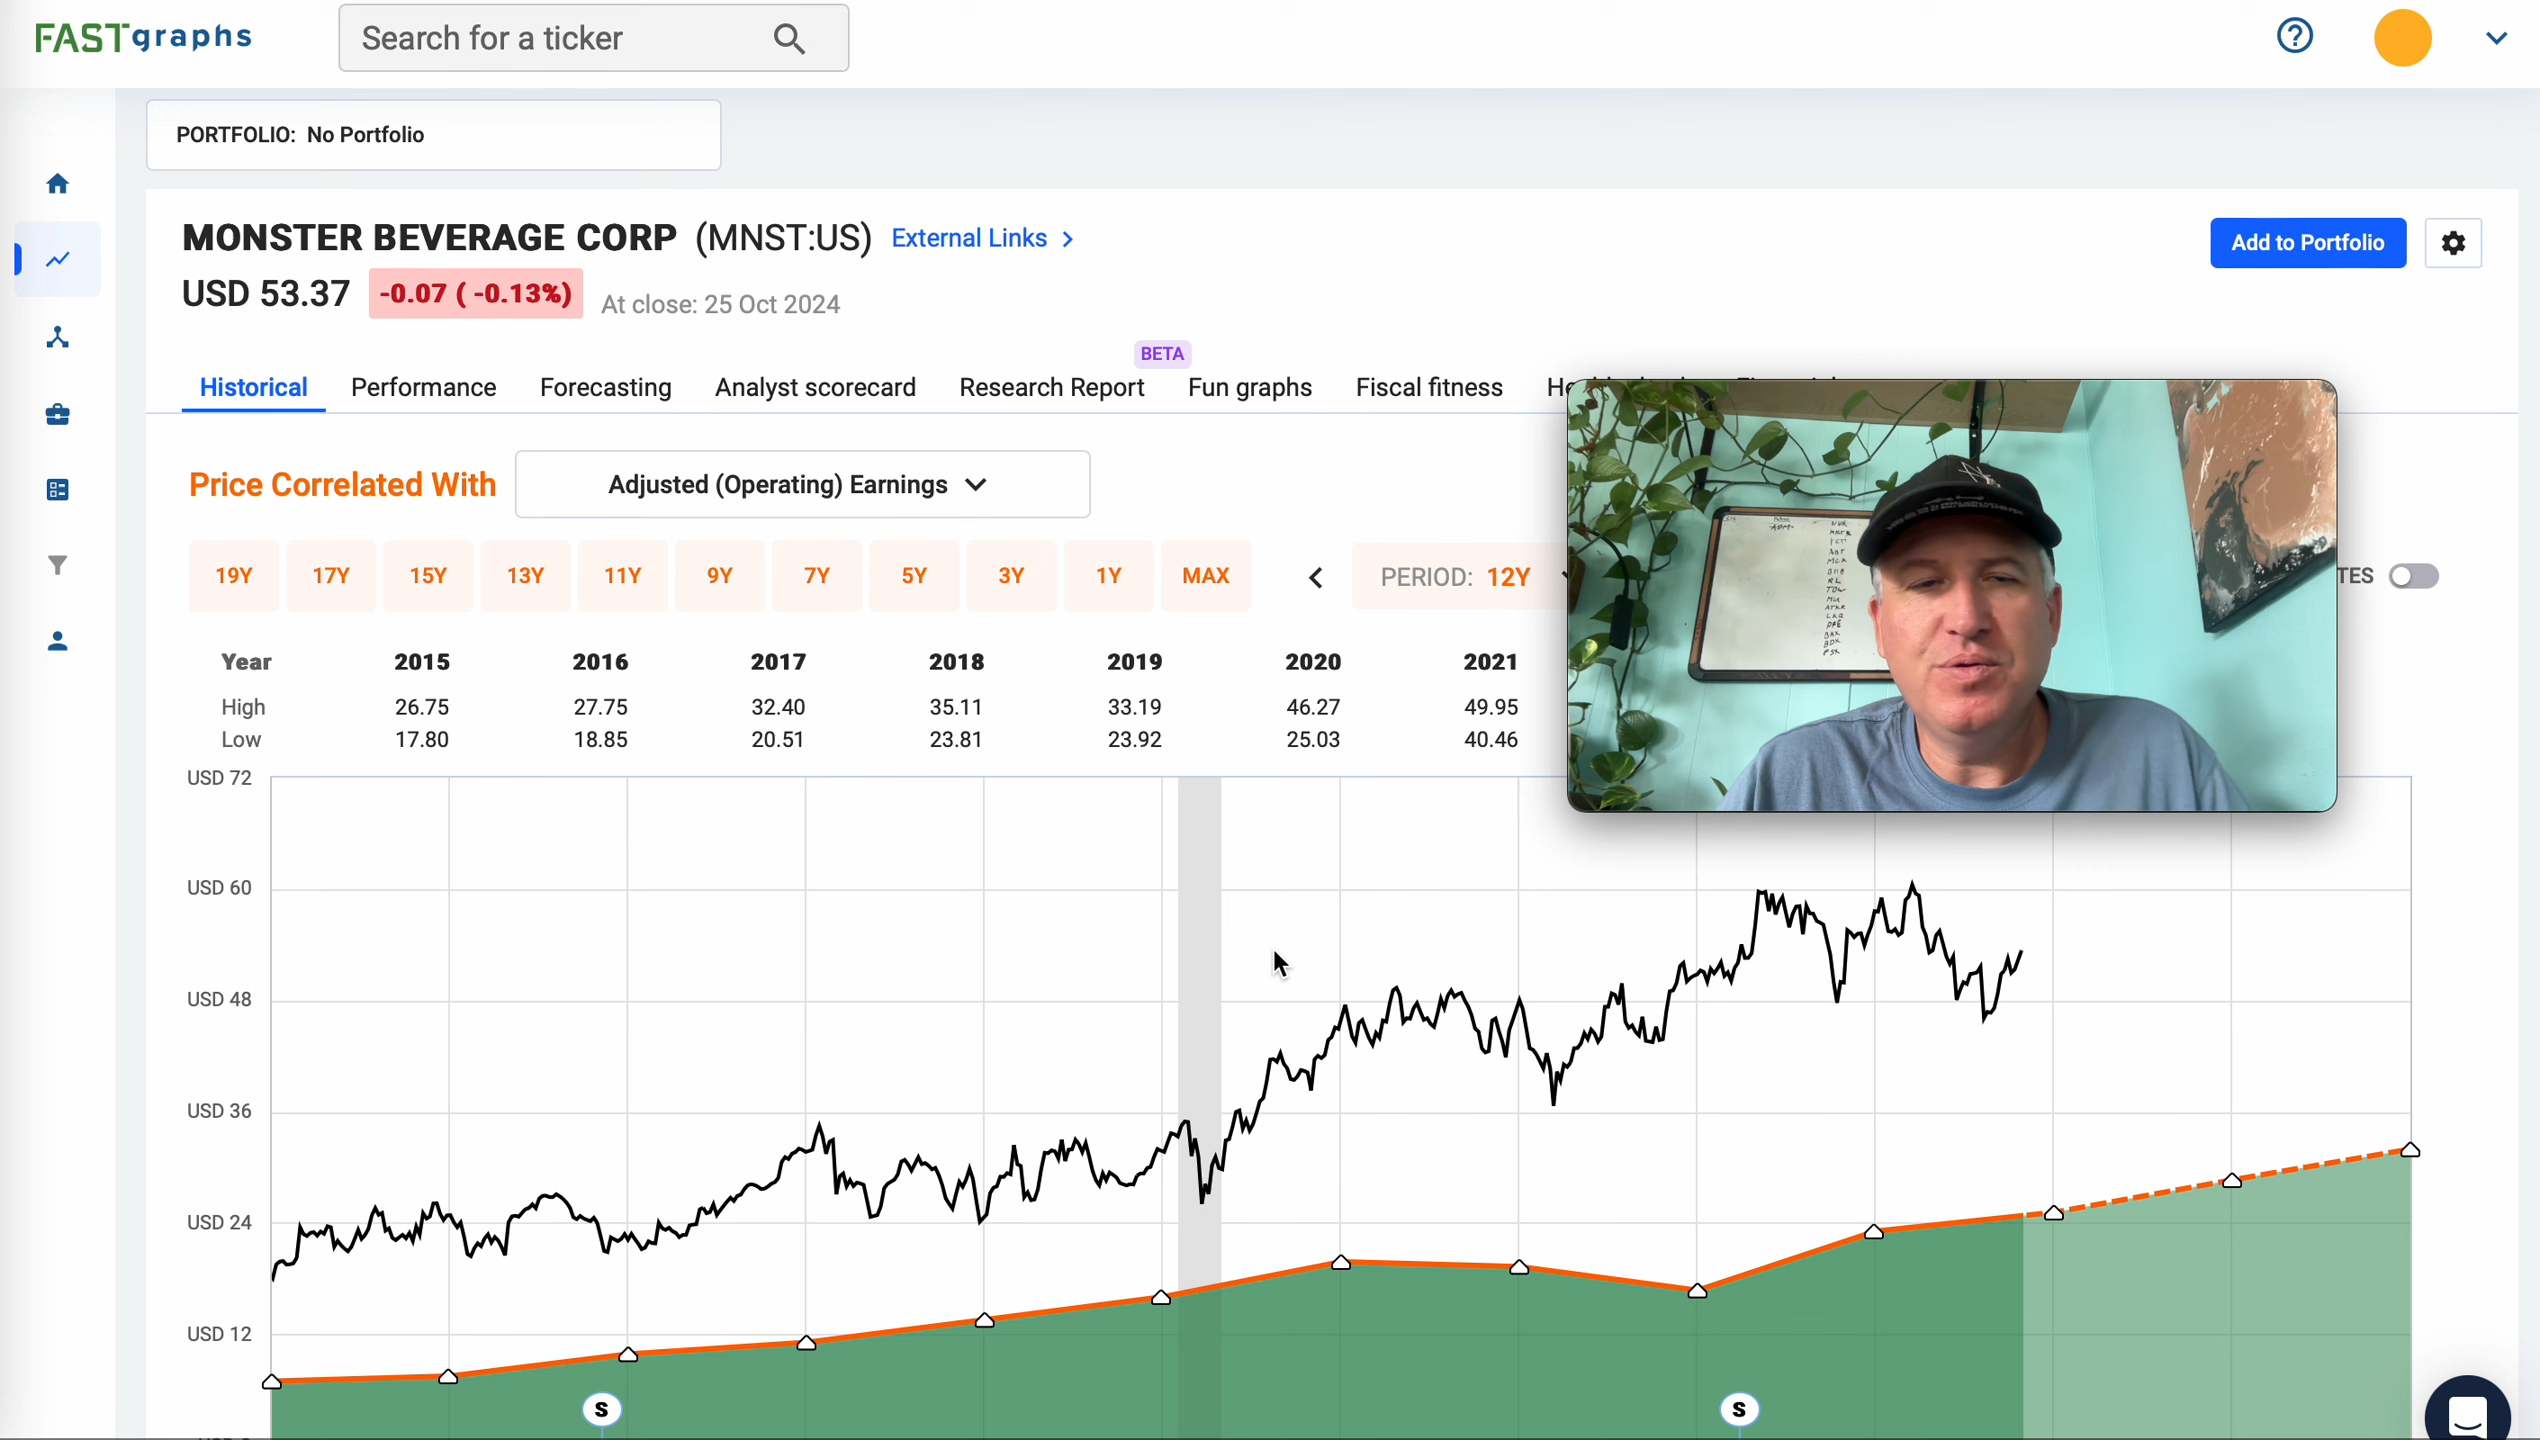 FASTgraphs
Search for a ticker
PORTFOLIO: No Portfolio
MONSTER BEVERAGE CORP (MNST:US) External Links
Add to Portfolio
USD 53.37 -0.07 ( -0.13%) At close: 25 Oct 2024
BETA
Historical Performance Forecasting Analyst scorecard Research Report Fun graphs Fiscal fitness
Price Correlated With Adjusted (Operating) Earnings
19Y 17Y 15Y 13Y 11Y 9Y 7Y 5Y 3Y 1Y MAX PERIOD: 12Y
Year 2015 2016 2017 2018 2019 2020 2021
High 26.75 27.75 32.40 35.11 33.19 46.27 49.95
Low 17.80 18.85 20.51 23.81 23.92 25.03 40.46
USD 72
USD 60
USD 48
USD 36
USD 24
USD 12
S S